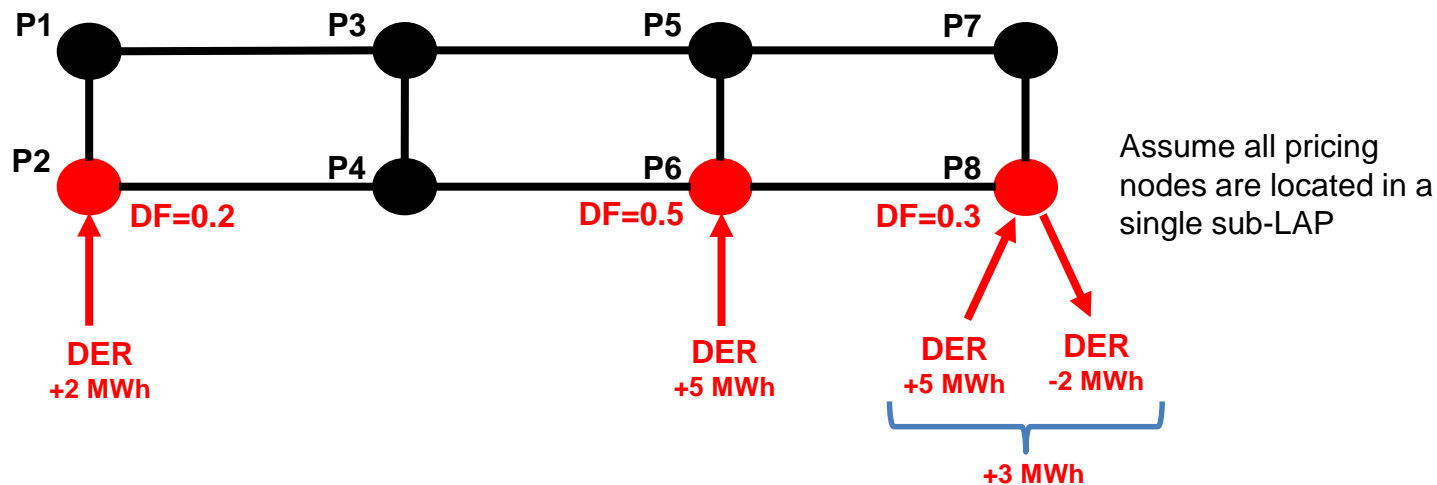 P1
P3
P5
P7
P2
P4
P6
P8
Assume all pricing
nodes are located in a
single sub-LAP
DF=0.2
DF=0.5
DF=0.3
DER
+2 MWh
DER
+5 MWh
DER
+5 MWh
DER
-2 MWh
+3 MWh